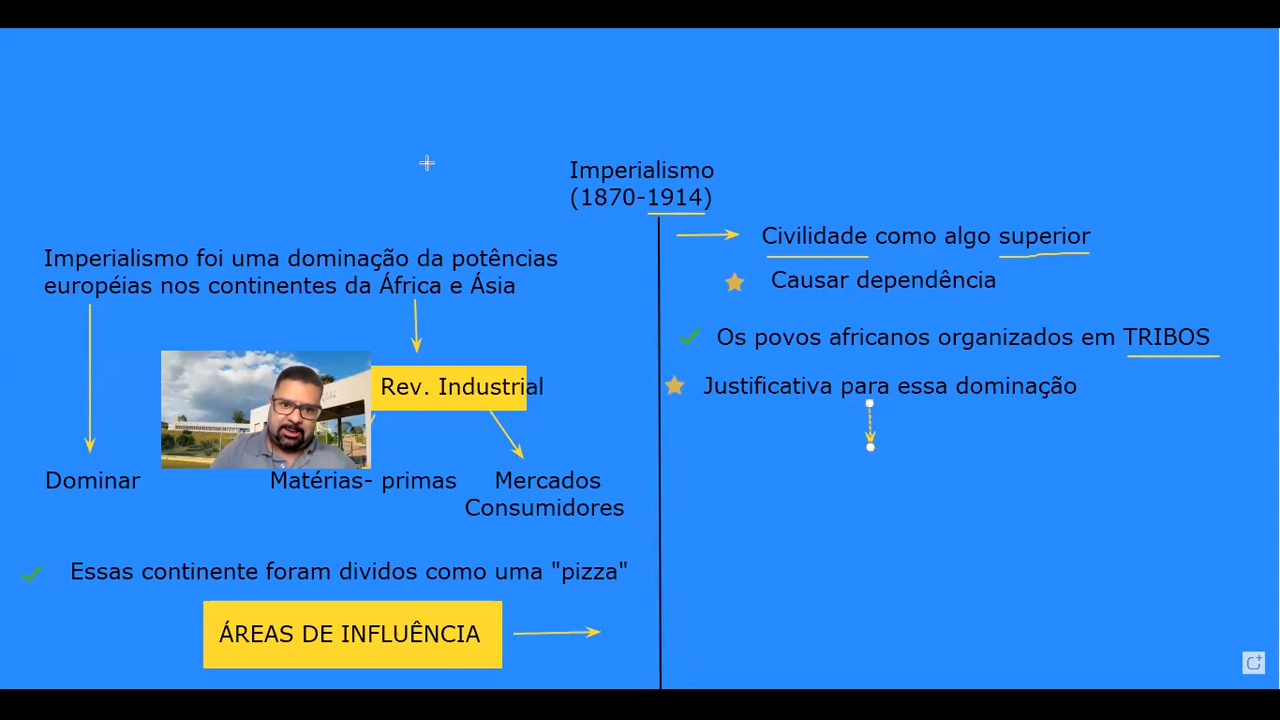 Imperialismo
(1870-1914)
Imperialismo foi uma dominação da potências
européias nos continentes da África e Ásia
Rev. Industrial
Dominar
Matérias- primas
Mercados
Consumidores
Essas continente foram dividos como uma "pizza"
ÁREAS DE INFLUÊNCIA
Civilidade como algo superior
Causar dependência
Os povos africanos organizados em TRIBOS
Justificativa para essa dominação